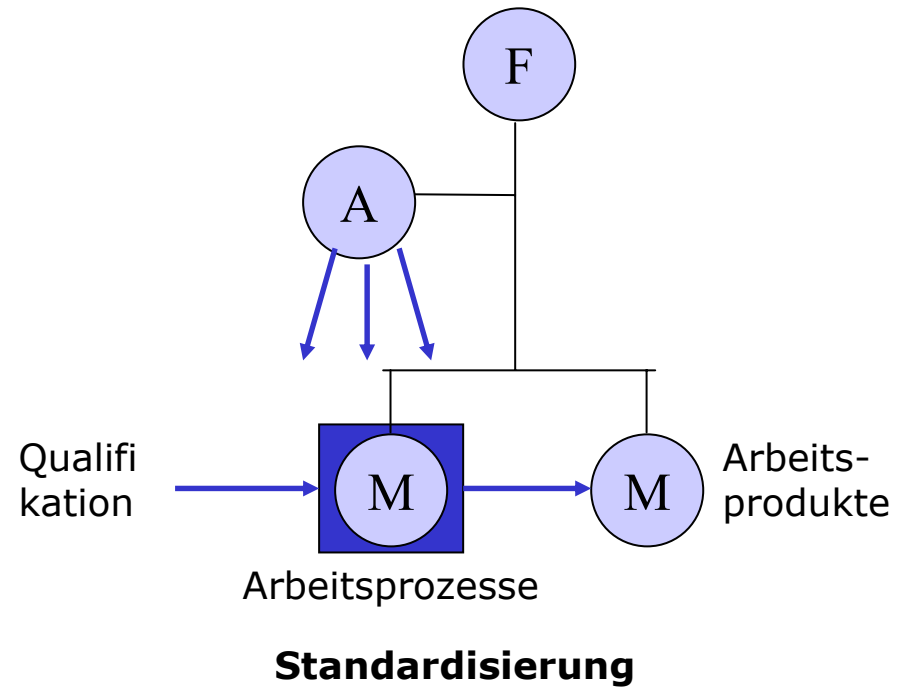 F
A
Qualifi
kation
M
M
Arbeits-
produkte
Arbeitsprozesse
Standardisierung